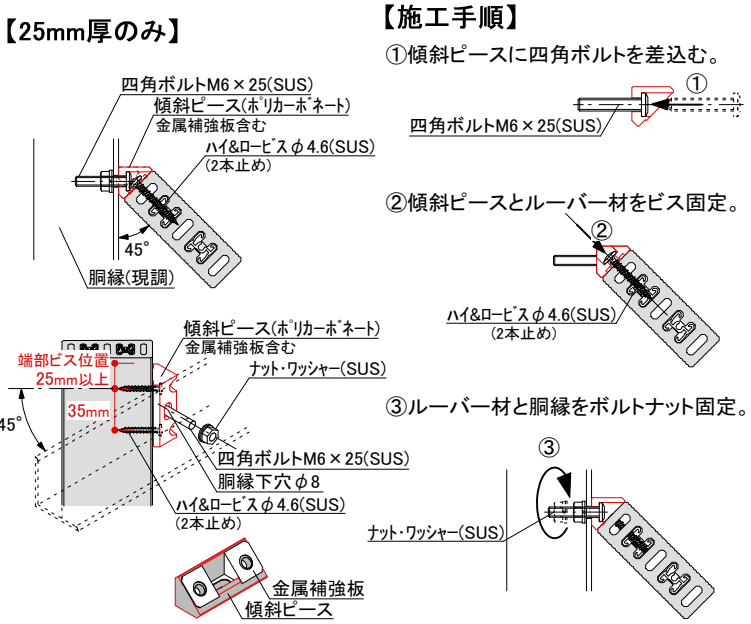 【25mm厚のみ】
四角ボルトM6×25(SUS)
傾斜ピース(ﾎﾟﾘｶｰﾎﾞﾈｰﾄ)
金属補強板含む
ﾊｲ&ﾛｰﾋﾞｽφ4.6(SUS)
(2本止め)
45°
胴縁(現調)
傾斜ピース(ﾎﾟﾘｶｰﾎﾞﾈｰﾄ)
金属補強板含む
ﾅｯﾄ･ﾜｯｼｬｰ(SUS)
端部ビス位置
25mm以上
35mm
45°
四角ボルトM6×25(SUS)
胴縁下穴φ8
ﾊｲ&ﾛｰﾋﾞｽφ4.6(SUS)
(2本止め)
金属補強板
傾斜ピース
【施工手順】
①傾斜ピースに四角ボルトを差込む。
①
四角ボルトM6×25(SUS)
②傾斜ピースとルーバー材をビス固定。
②
ﾊｲ&ﾛｰﾋﾞｽφ4.6(SUS)
(2本止め)
③ルーバー材と胴縁をボルトナット固定。
③
ﾅｯﾄ･ﾜｯｼｬｰ(SUS)